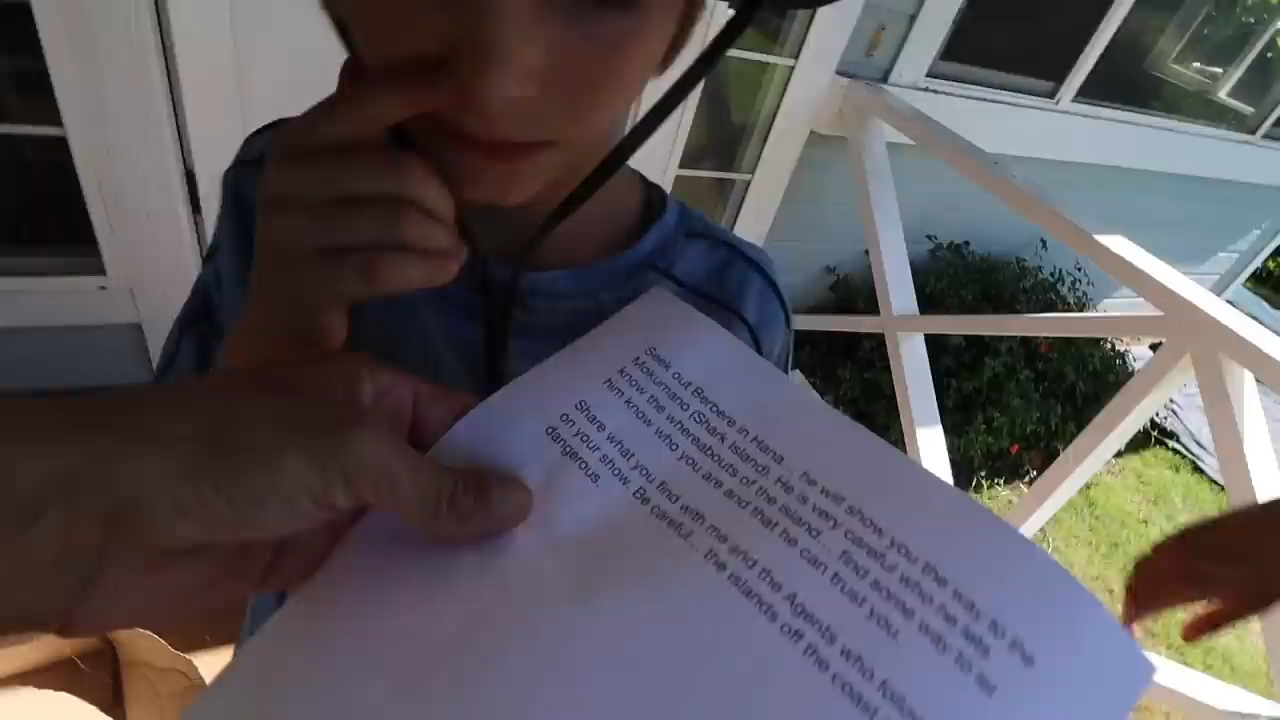 Seek out Berbere in Hana... he will show you the way to the
Mokumano (Shark Island). He is very careful who he lets
know the whereabouts of the island... find some way to let
him know who you are and that he can trust you.
Share what you find with me and the Agents who follow
on your show. Be careful... the islands off the coast
dangerous.